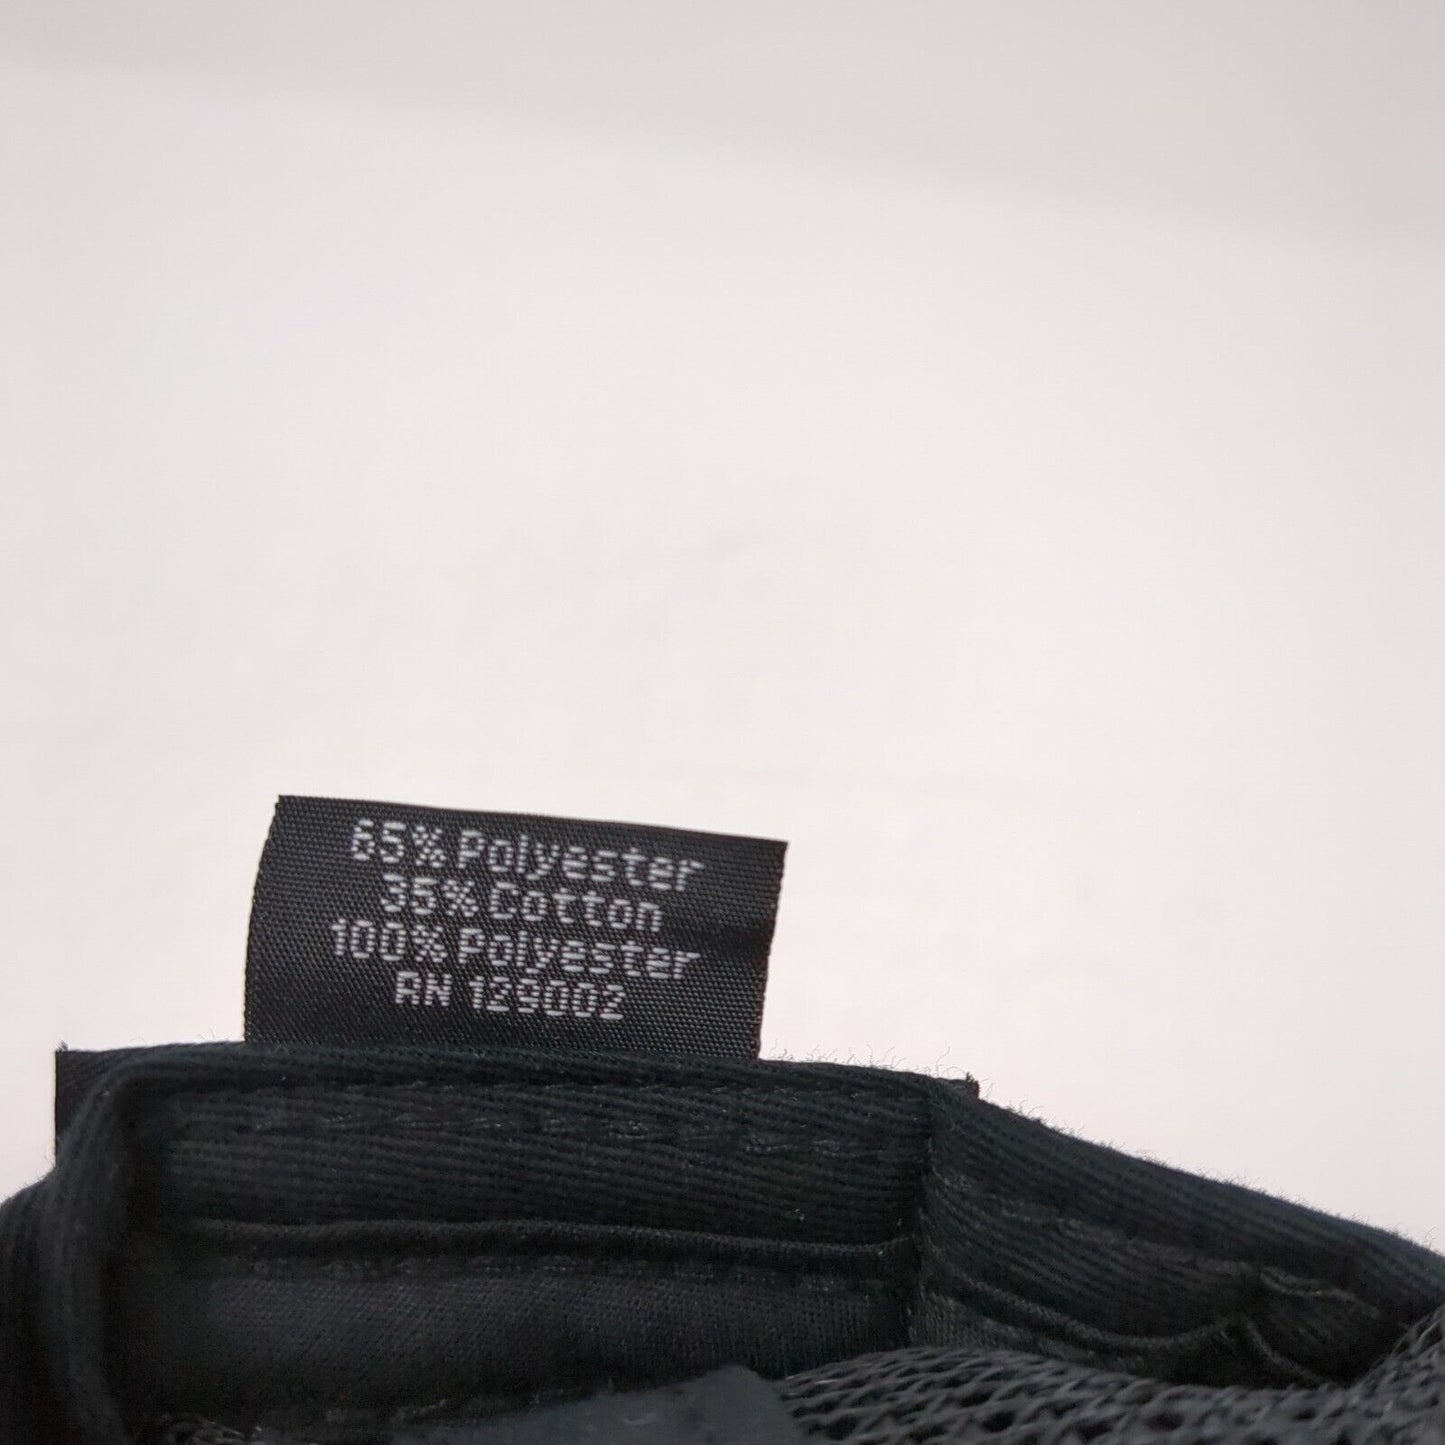 65% Polyester
35% Cotton
100% Polyester
RN 129002